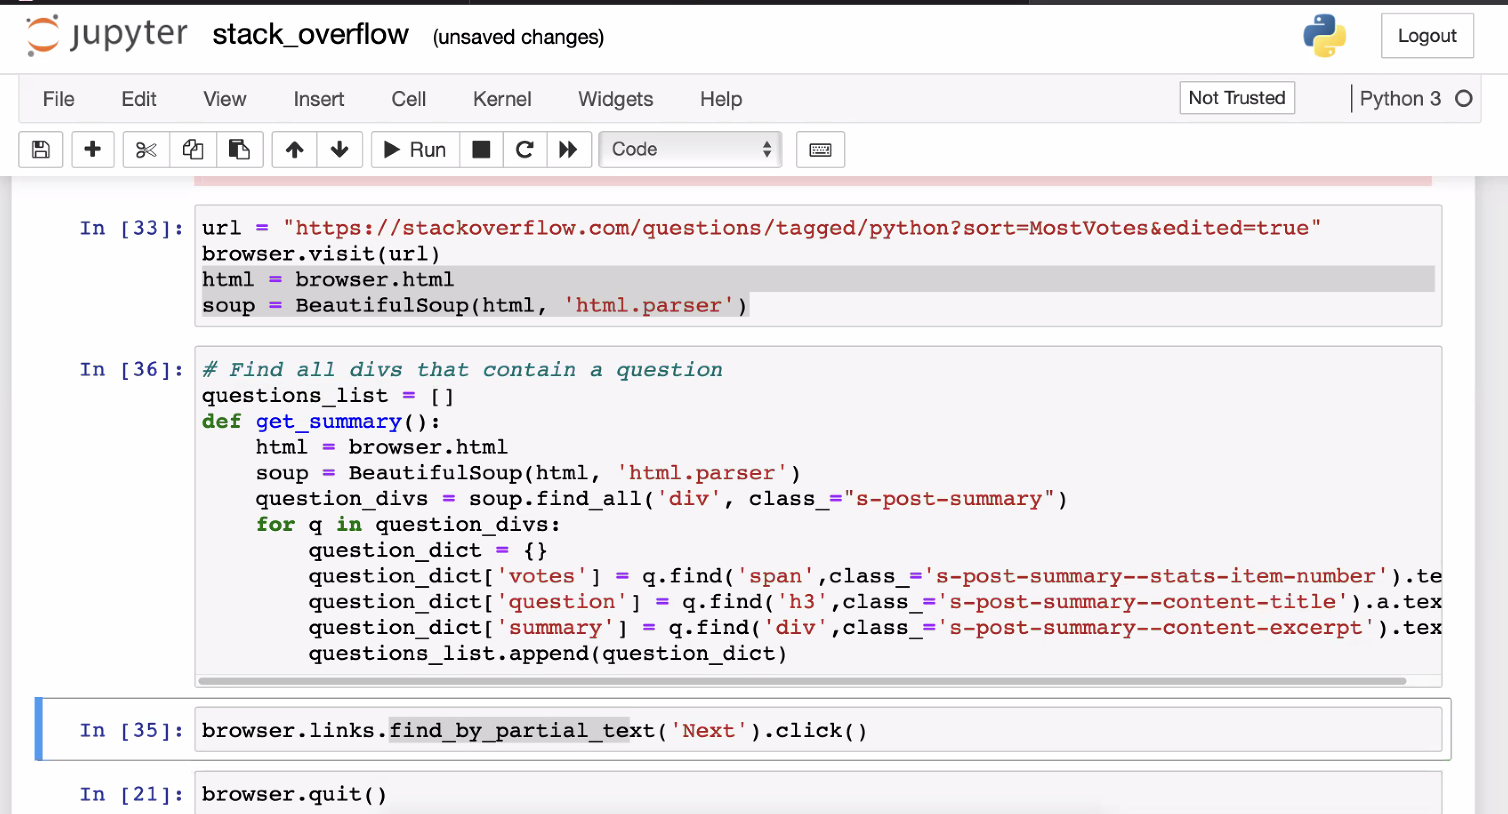 jupyter stack_overflow (unsaved changes) Logout
File Edit View Insert Cell Kernel Widgets Help Not Trusted Python 3
Run Code
In [33]: url = "https://stackoverflow.com/questions/tagged/python?sort=MostVotes&edited=true"
browser.visit(url)
html = browser.html
soup = BeautifulSoup(html, 'html.parser')
In [36]: # Find all divs that contain a question
questions_list = []
def get_summary():
    html = browser.html
    soup = BeautifulSoup(html, 'html.parser')
    question_divs = soup.find_all('div', class_="s-post-summary")
    for q in question_divs:
        question_dict = {}
        question_dict['votes'] = q.find('span',class_='s-post-summary--stats-item-number').te
        question_dict['question'] = q.find('h3',class_='s-post-summary--content-title').a.tex
        question_dict['summary'] = q.find('div',class_='s-post-summary--content-excerpt').tex
        questions_list.append(question_dict)
In [35]: browser.links.find_by_partial_text('Next').click()
In [21]: browser.quit()